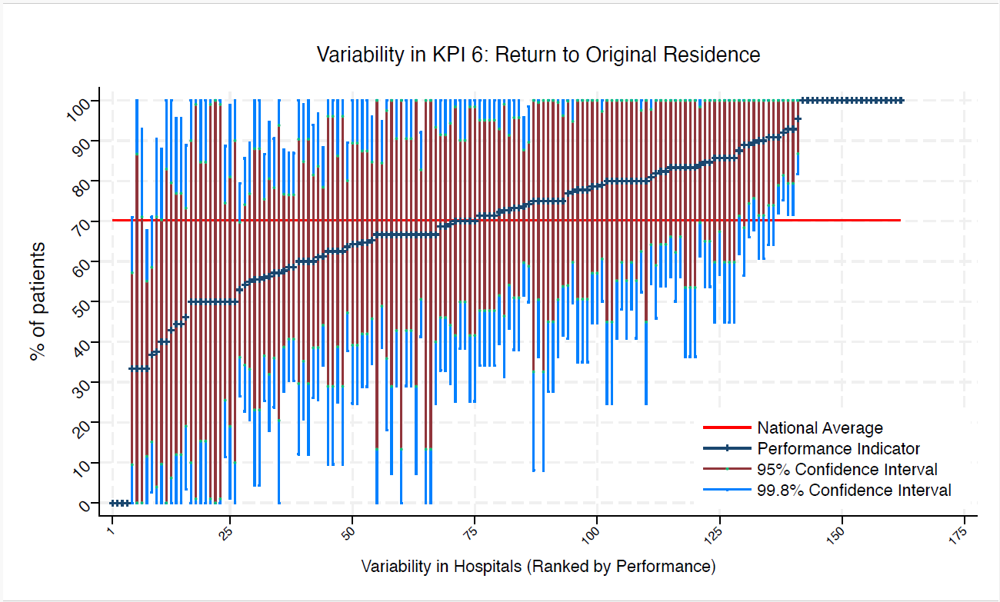 Variability in KPI 6: Return to Original Residence
% of patients
100
90
80
70
60
50
40
30
20
10
0
National Average
Performance Indicator
95% Confidence Interval
99.8% Confidence Interval
1
25
50
75
100
125
150
175
Variability in Hospitals (Ranked by Performance)